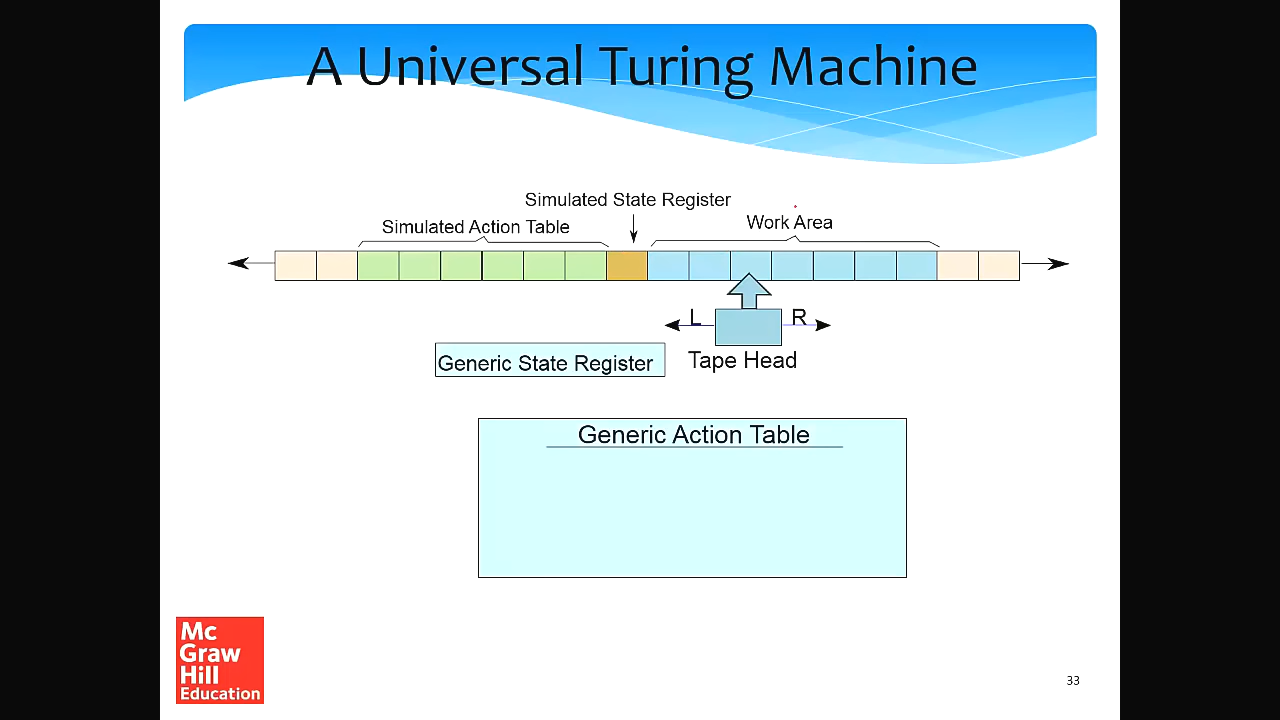 A Universal Turing Machine
Simulated State Register
Simulated Action Table
Work Area
L
R
Generic State Register
Tape Head
Generic Action Table
Mc
Graw
Hill
Education
33